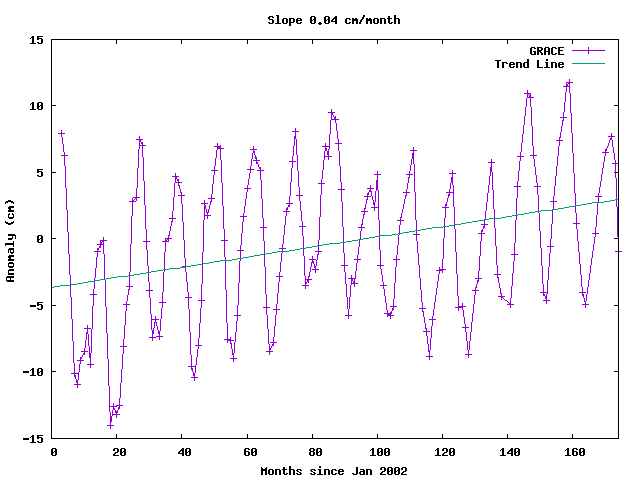 Slope 0.04 cm/month
GRACE
Trend Line
15
10
5
0
-5
-10
-15
Anomaly (cm)
0 20 40 60 80 100 120 140 160
Months since Jan 2002